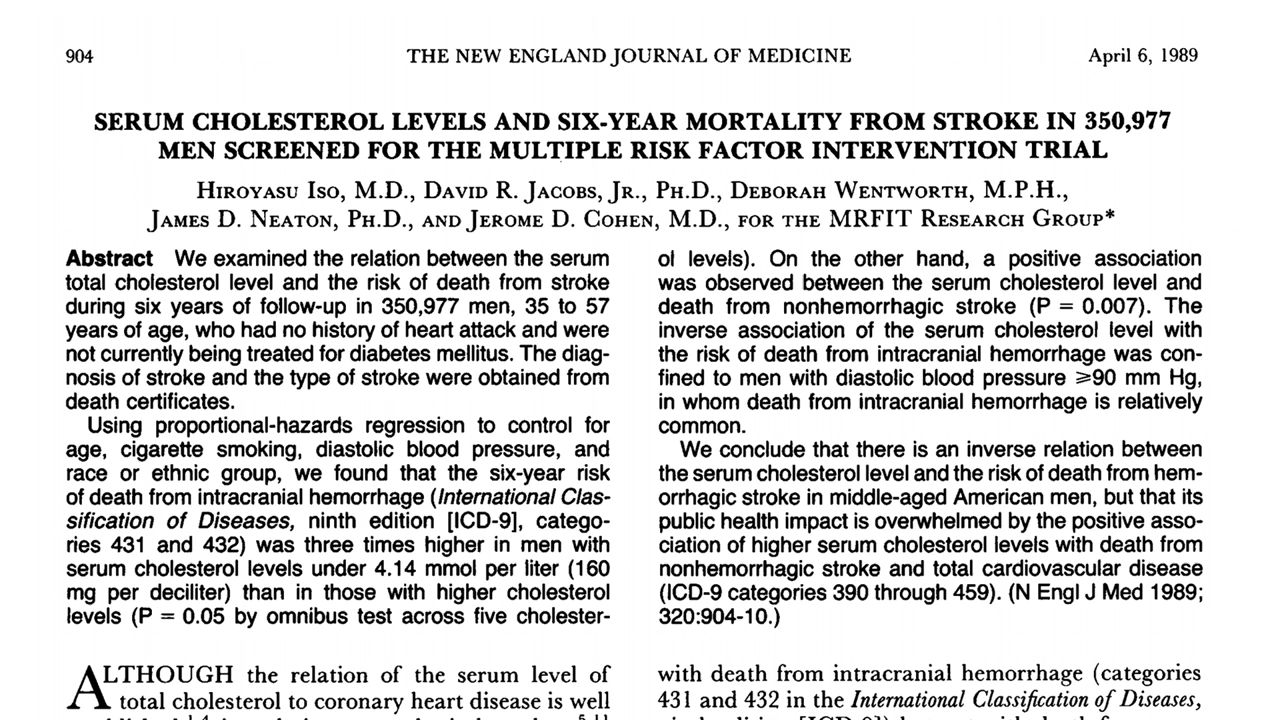 904
THE NEW ENGLAND JOURNAL OF MEDICINE
April 6, 1989
SERUM CHOLESTEROL LEVELS AND SIX-YEAR MORTALITY FROM STROKE IN 350,977
MEN SCREENED FOR THE MULTIPLE RISK FACTOR INTERVENTION TRIAL
HIROYASU ISO, M.D., DAVID R. JACOBS, JR., PH.D., DEBORAH WENTWORTH, M.P.H.,
JAMES D. NEATON, PH.D., AND JEROME D. COHEN, M.D., FOR THE MRFIT RESEARCH GROUP*
Abstract We examined the relation between the serum
total cholesterol level and the risk of death from stroke
during six years of follow-up in 350,977 men, 35 to 57
years of age, who had no history of heart attack and were
not currently being treated for diabetes mellitus. The diag-
nosis of stroke and the type of stroke were obtained from
death certificates.
Using proportional-hazards regression to control for
age, cigarette smoking, diastolic blood pressure, and
race or ethnic group, we found that the six-year risk
of death from intracranial hemorrhage (International Clas-
sification of Diseases, ninth edition [ICD-9], catego-
ries 431 and 432) was three times higher in men with
serum cholesterol levels under 4.14 mmol per liter (160
mg per deciliter) than in those with higher cholesterol
levels (P = 0.05 by omnibus test across five cholester-
ol levels). On the other hand, a positive association
was observed between the serum cholesterol level and
death from nonhemorrhagic stroke (P = 0.007). The
inverse association of the serum cholesterol level with
the risk of death from intracranial hemorrhage was con-
fined to men with diastolic blood pressure ≥90 mm Hg,
in whom death from intracranial hemorrhage is relatively
common.
We conclude that there is an inverse relation between
the serum cholesterol level and the risk of death from hem-
orrhagic stroke in middle-aged American men, but that its
public health impact is overwhelmed by the positive asso-
ciation of higher serum cholesterol levels with death from
nonhemorrhagic stroke and total cardiovascular disease
(ICD-9 categories 390 through 459). (N Engl J Med 1989;
320:904-10.)
ALTHOUGH the relation of the serum level of
total cholesterol to coronary heart disease is well
with death from intracranial hemorrhage (categories
431 and 432 in the International Classification of Diseases,